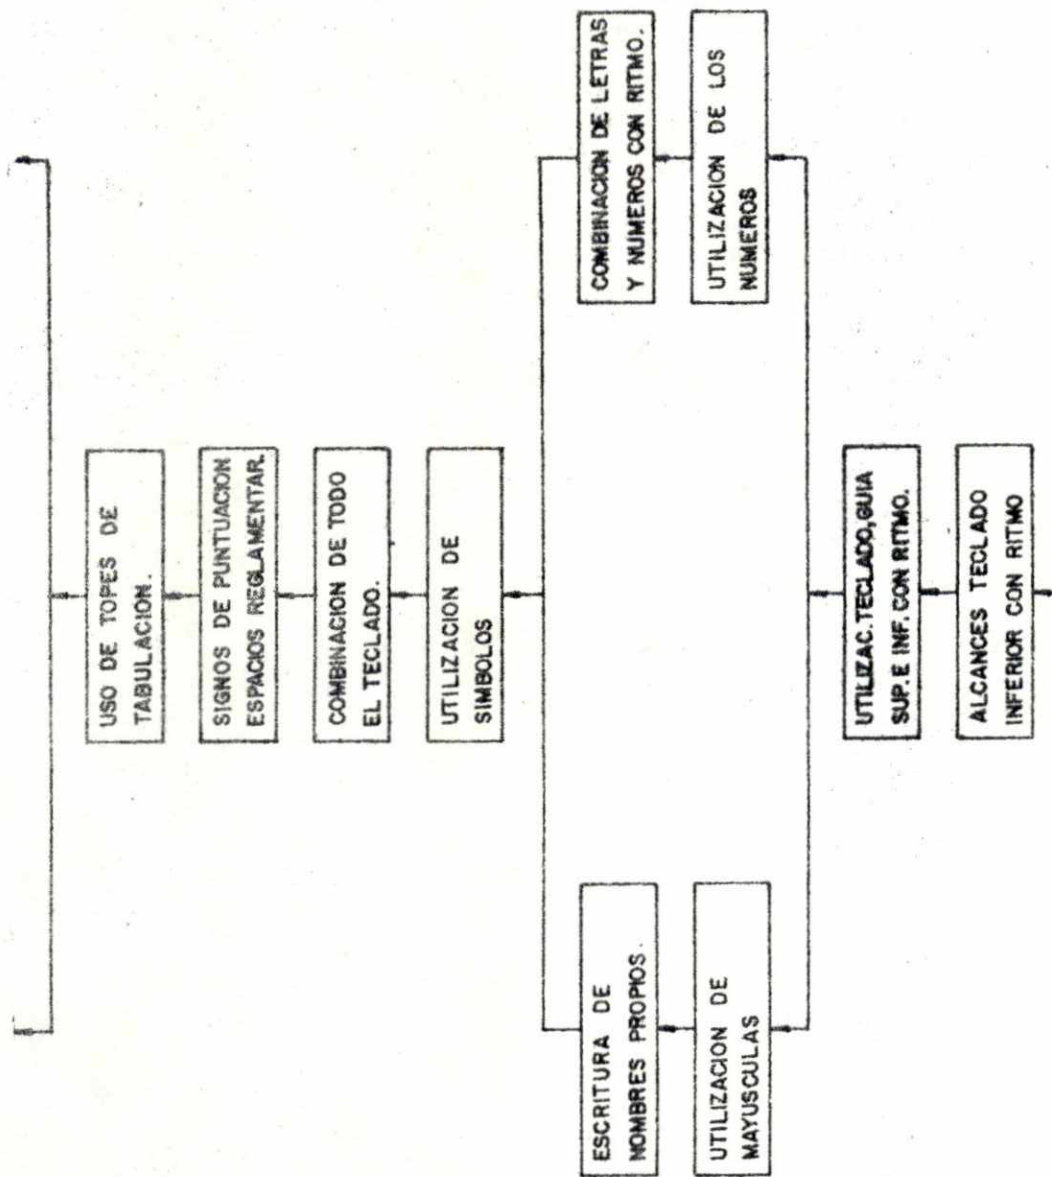 USO DE TOPES DE
TABULACION.
SIGNOS DE PUNTUACION
ESPACIOS REGLAMENTAR.
COMBINACION DE TODO
EL TECLADO.
UTILIZACION DE
SIMBOLOS
ESCRITURA DE
NOMBRES PROPIOS.
UTILIZACION DE
MAYUSCULAS
COMBINACION DE LETRAS
Y NUMEROS CON RITMO.
UTILIZACION DE LOS
NUMEROS
UTILIZAC. TECLADO, GUIA
SUP. E INF. CON RITMO.
ALCANCES TECLADO
INFERIOR CON RITMO